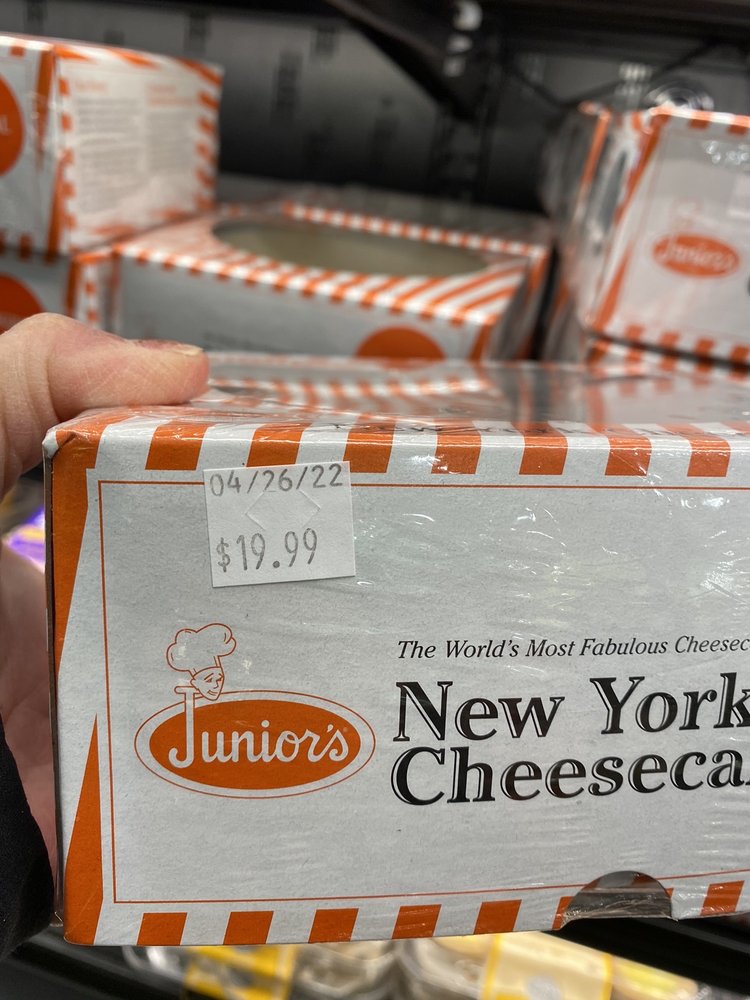 Junior's
04/26/22
$19.99
The World's Most Fabulous Cheesec
New York
Cheeseca
Junior's